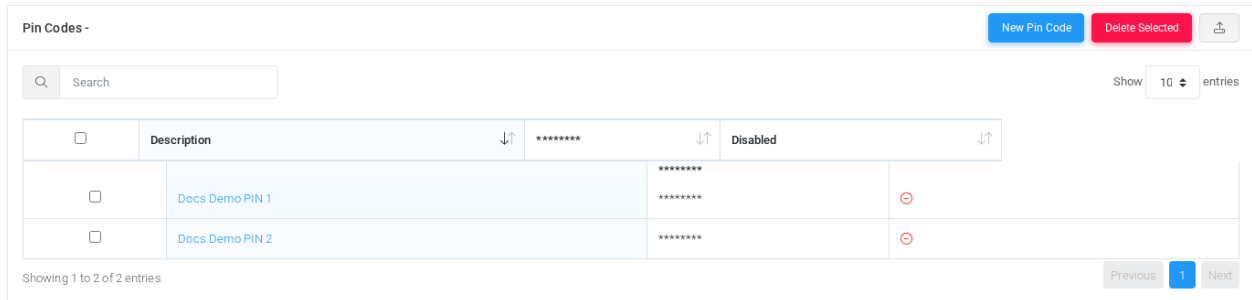 Pin Codes -
New Pin Code
Delete Selected
Search
Show 10 entries
Description ******** Disabled
********
Docs Demo PIN 1 ********
Docs Demo PIN 2 ********
Showing 1 to 2 of 2 entries
Previous 1 Next